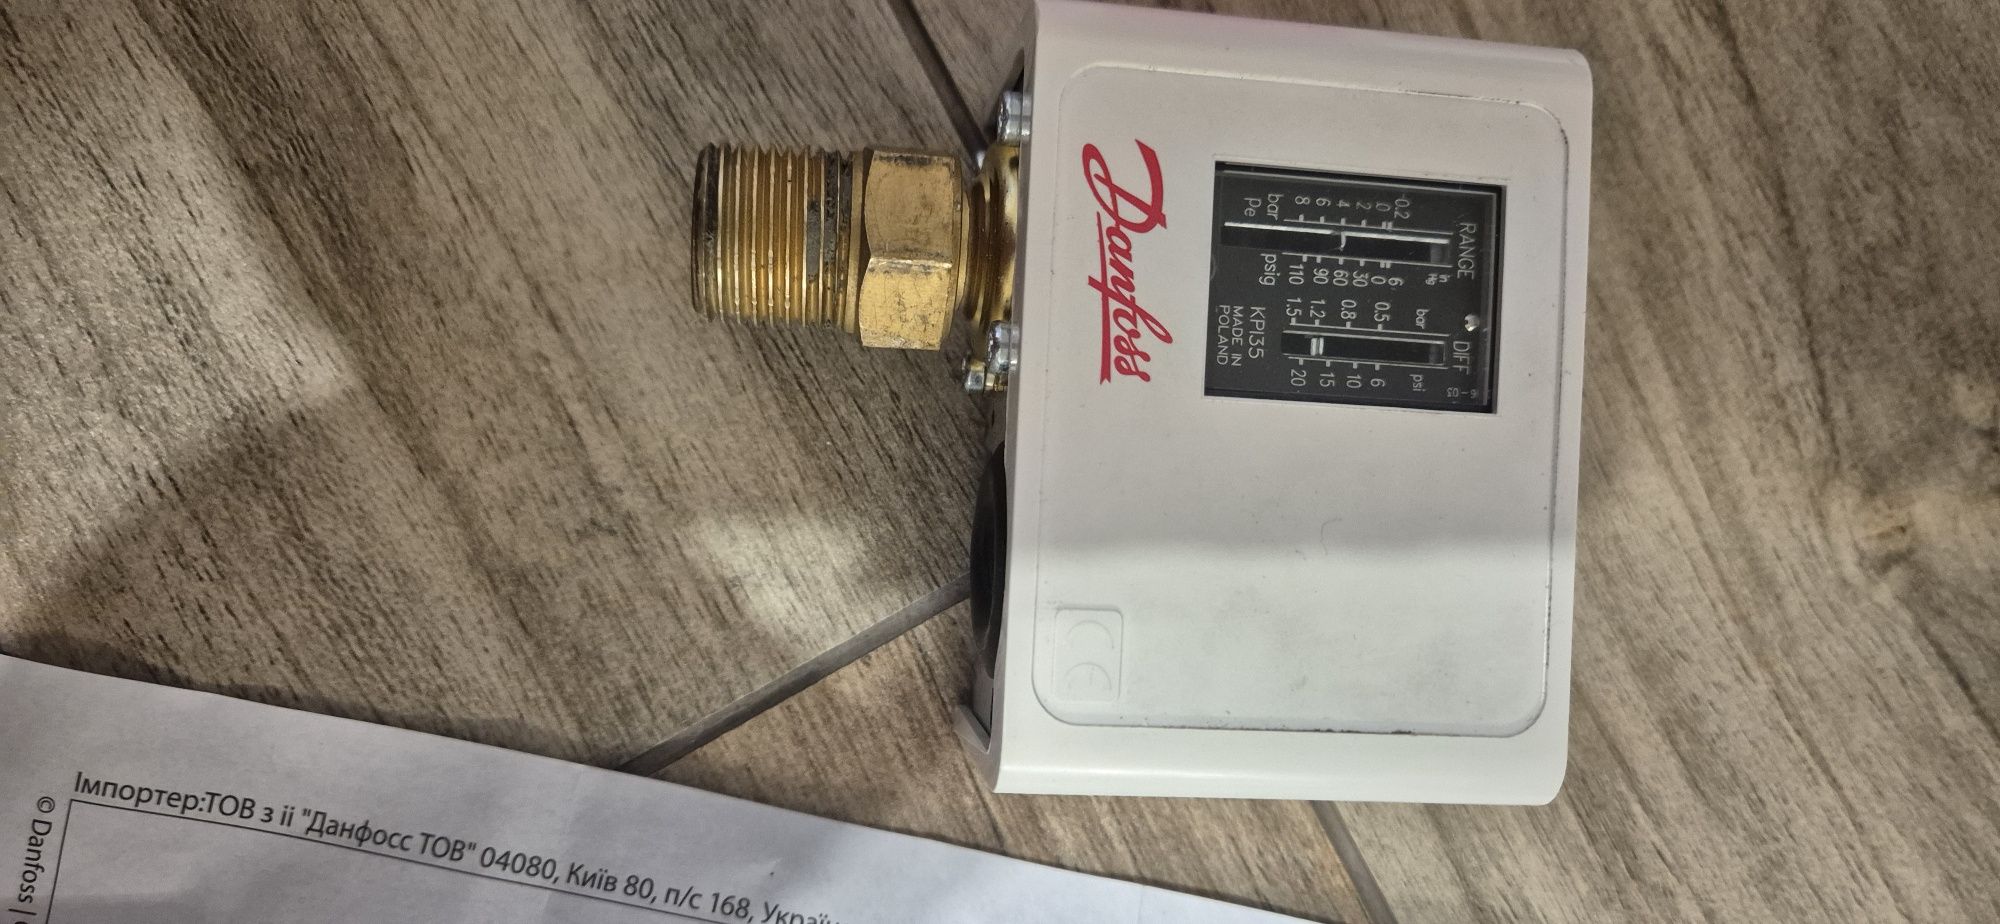 Danfoss
RANGE
DIFF
in
Hg
bar
psi
-0.2
6
0
0
0.5
6
2
30
4
60
0.8
10
6
90
1.2
15
8
110
1.5
20
bar
psig
Pe
KPI35
MADE IN
POLAND
CE
Імпортер:ТОВ з іі "Данфосс ТОВ" 04080, Київ 80, п/с 168,
© Danfoss |